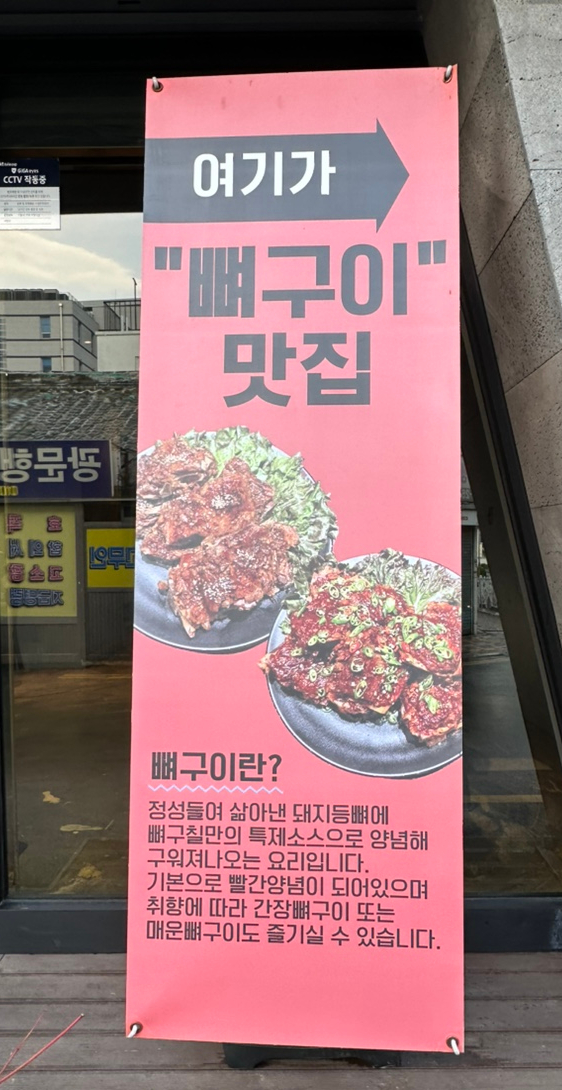 여기가
"뼈구이"
맛집
뼈구이란?
정성들여 삶아낸 돼지등뼈에
뼈구칠만의 특제소스로 양념해
구워져나오는 요리입니다.
기본으로 빨간양념이 되어있으며
취향에 따라 간장뼈구이 또는
매운뼈구이도 즐기실 수 있습니다.
GiGAeyes
CCTV 작동중
광문행